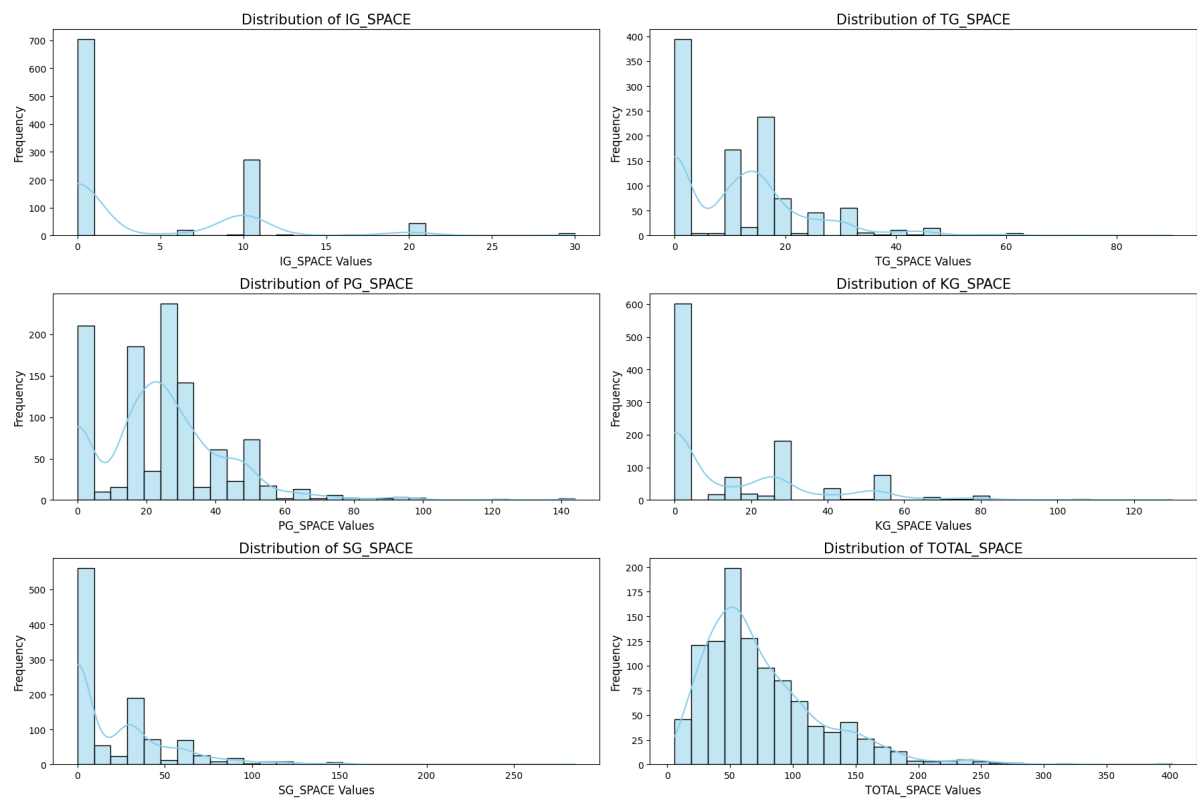 Distribution of IG_SPACE
Frequency
700
600
500
400
300
200
100
0
0 5 10 15 20 25 30
IG_SPACE Values
Distribution of TG_SPACE
Frequency
400
350
300
250
200
150
100
50
0
0 20 40 60 80
TG_SPACE Values
Distribution of PG_SPACE
Frequency
200
150
100
50
0
0 20 40 60 80 100 120 140
PG_SPACE Values
Distribution of KG_SPACE
Frequency
600
500
400
300
200
100
0
0 20 40 60 80 100 120
KG_SPACE Values
Distribution of SG_SPACE
Frequency
500
400
300
200
100
0
0 50 100 150 200 250
SG_SPACE Values
Distribution of TOTAL_SPACE
Frequency
200
175
150
125
100
75
50
25
0
0 50 100 150 200 250 300 350 400
TOTAL_SPACE Values